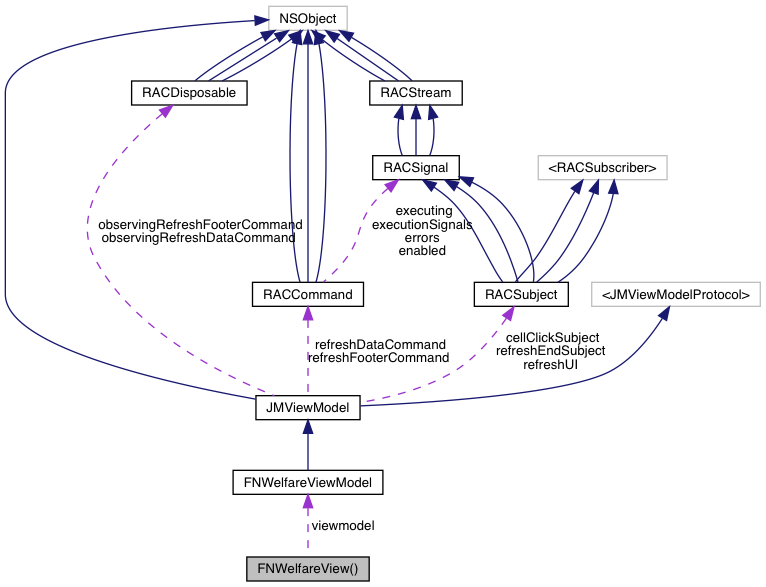 NSObject
RACDisposable
RACStream
RACSignal
<RACSubscriber>
observingRefreshFooterCommand
observingRefreshDataCommand
executing
executionSignals
errors
enabled
RACCommand
RACSubject
<JMViewModelProtocol>
refreshDataCommand
refreshFooterCommand
cellClickSubject
refreshEndSubject
refreshUI
JMViewModel
FNWelfareViewModel
viewmodel
FNWelfareView()